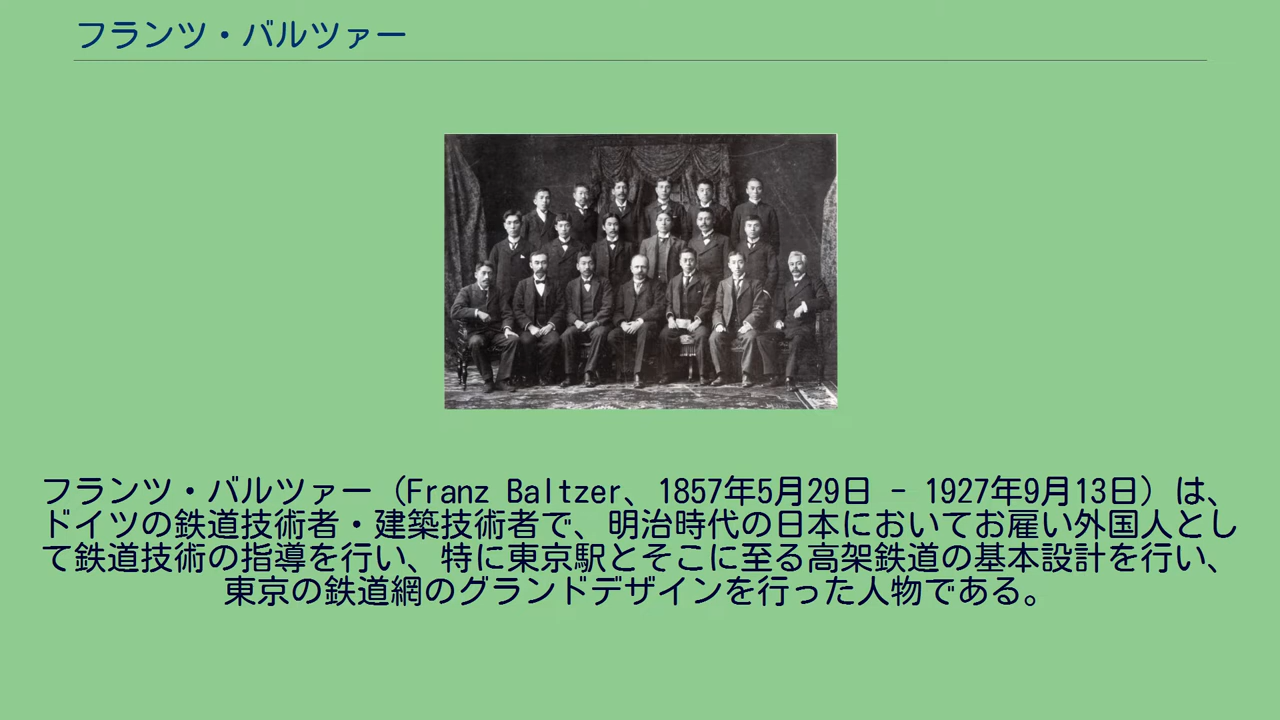 フランツ・バルツァー
フランツ・バルツァー（Franz Baltzer、1857年5月29日 - 1927年9月13日）は、
ドイツの鉄道技術者・建築技術者で、明治時代の日本においてお雇い外国人とし
て鉄道技術の指導を行い、特に東京駅とそこに至る高架鉄道の基本設計を行い、
東京の鉄道網のグランドデザインを行った人物である。